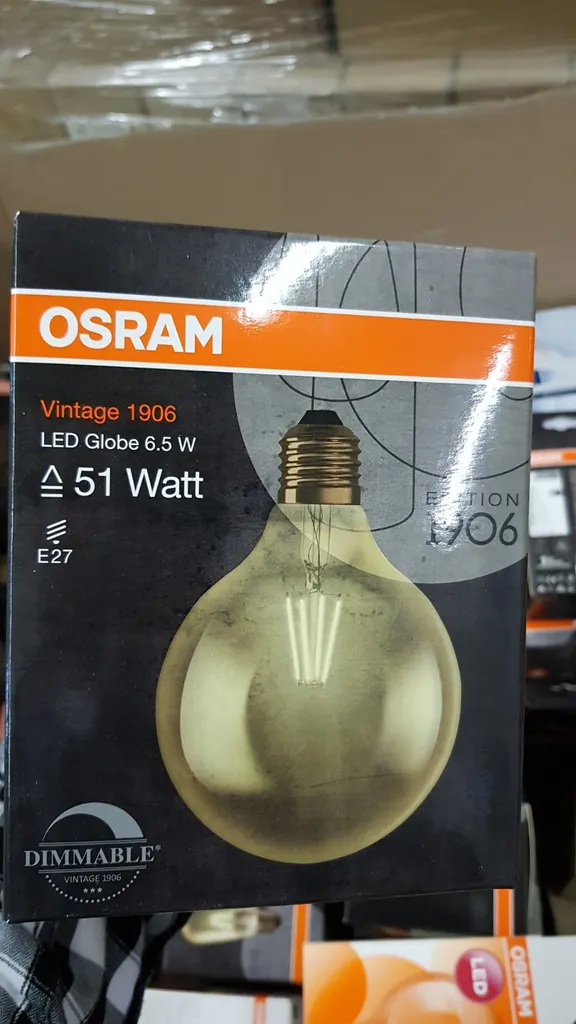 OSRAM
Vintage 1906
LED Globe 6.5 W
≙ 51 Watt
E27
EDITION
1906
DIMMABLE*
VINTAGE 1906
LED
OSRAM